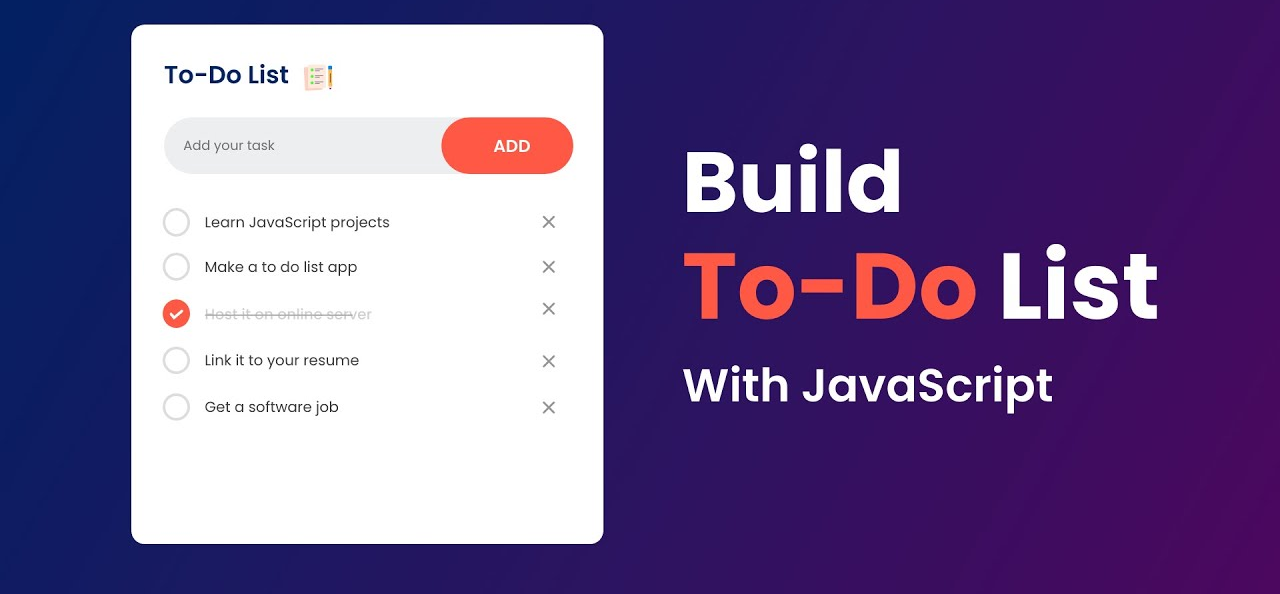 To-Do List
Add your task
ADD
Learn JavaScript projects
Make a to do list app
Host it on online server
Link it to your resume
Get a software job
Build
To-Do List
With JavaScript